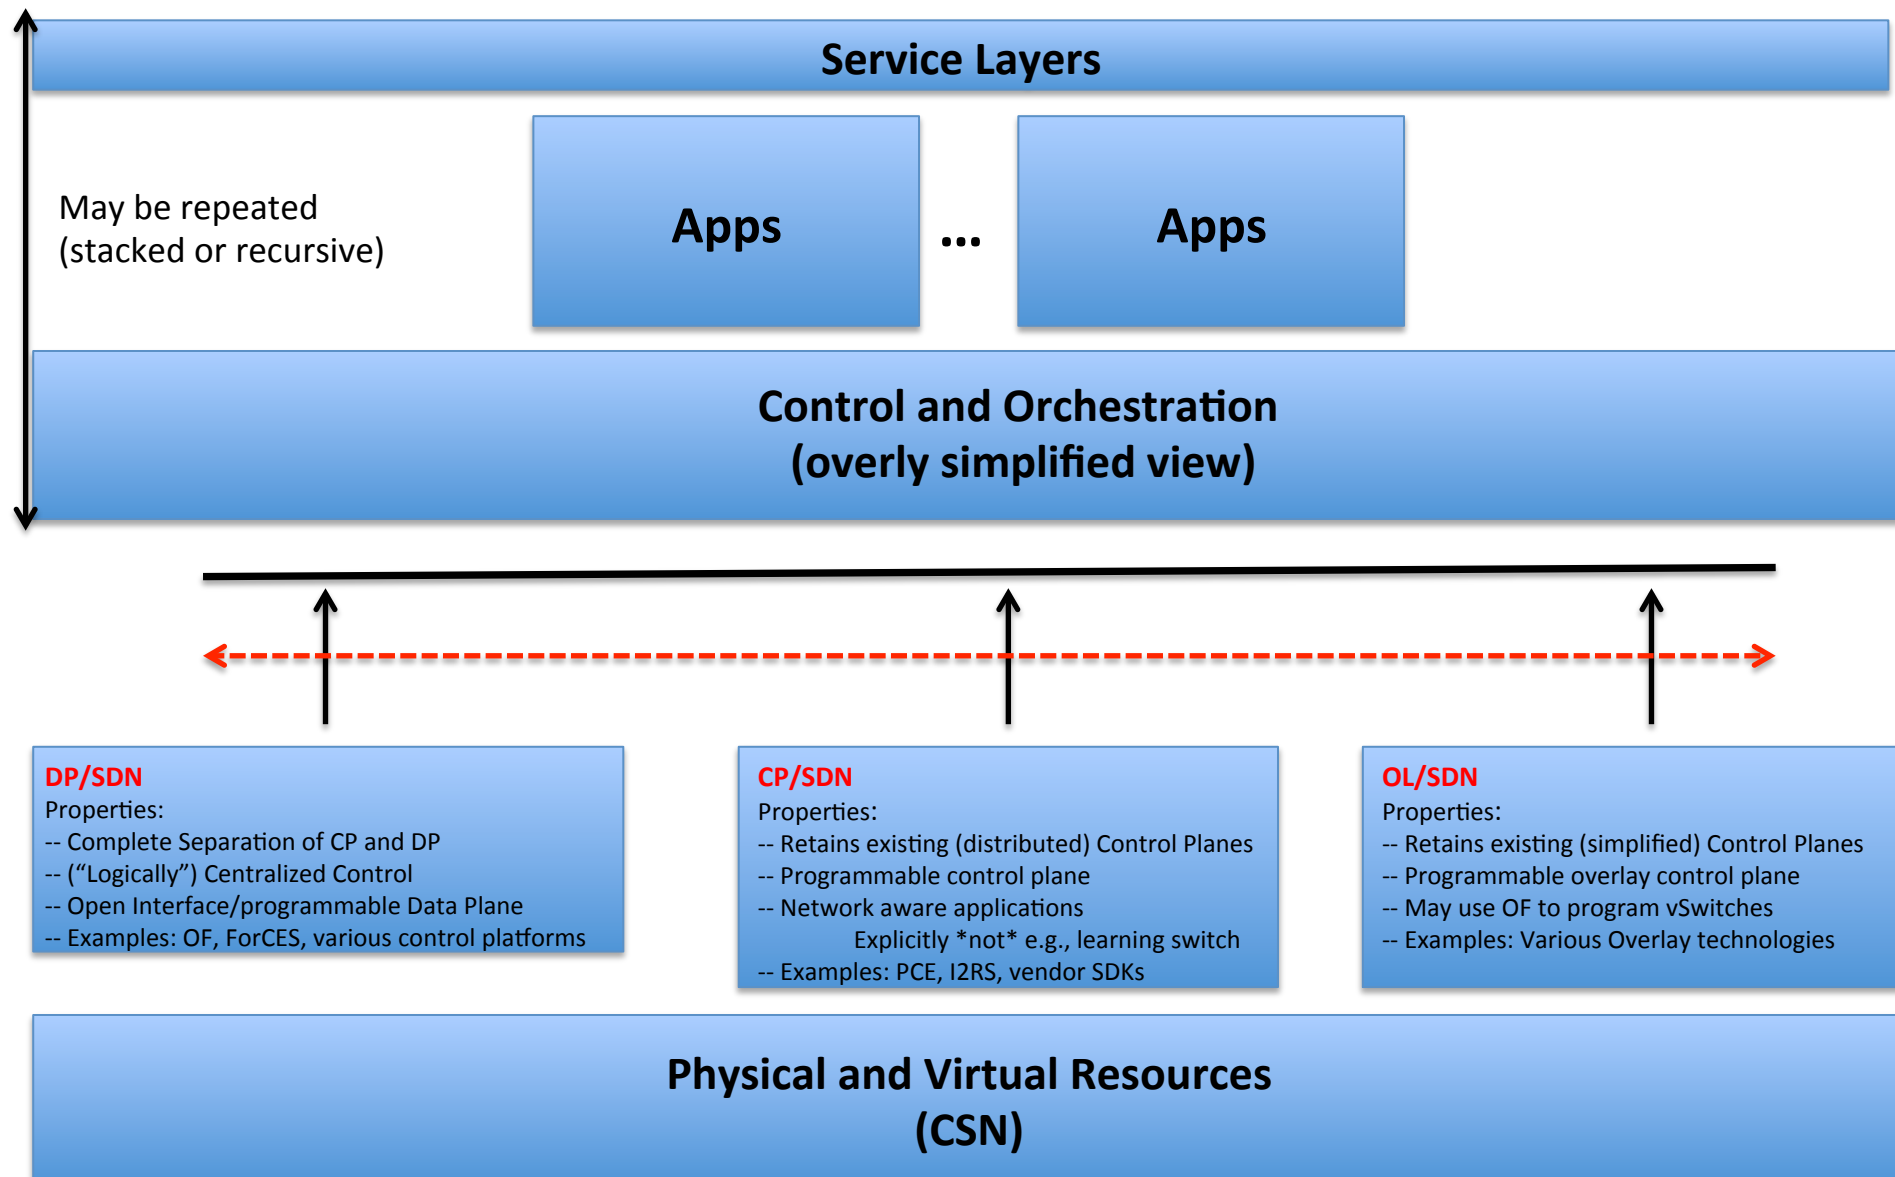 Service Layers
May be repeated
(stacked or recursive)
Apps
...
Apps
Control and Orchestration
(overly simplified view)
DP/SDN
Properties:
-- Complete Separation of CP and DP
-- (“Logically”) Centralized Control
-- Open Interface/programmable Data Plane
-- Examples: OF, ForCES, various control platforms
CP/SDN
Properties:
-- Retains existing (distributed) Control Planes
-- Programmable control plane
-- Network aware applications
Explicitly *not* e.g., learning switch
-- Examples: PCE, I2RS, vendor SDKs
OL/SDN
Properties:
-- Retains existing (simplified) Control Planes
-- Programmable overlay control plane
-- May use OF to program vSwitches
-- Examples: Various Overlay technologies
Physical and Virtual Resources
(CSN)